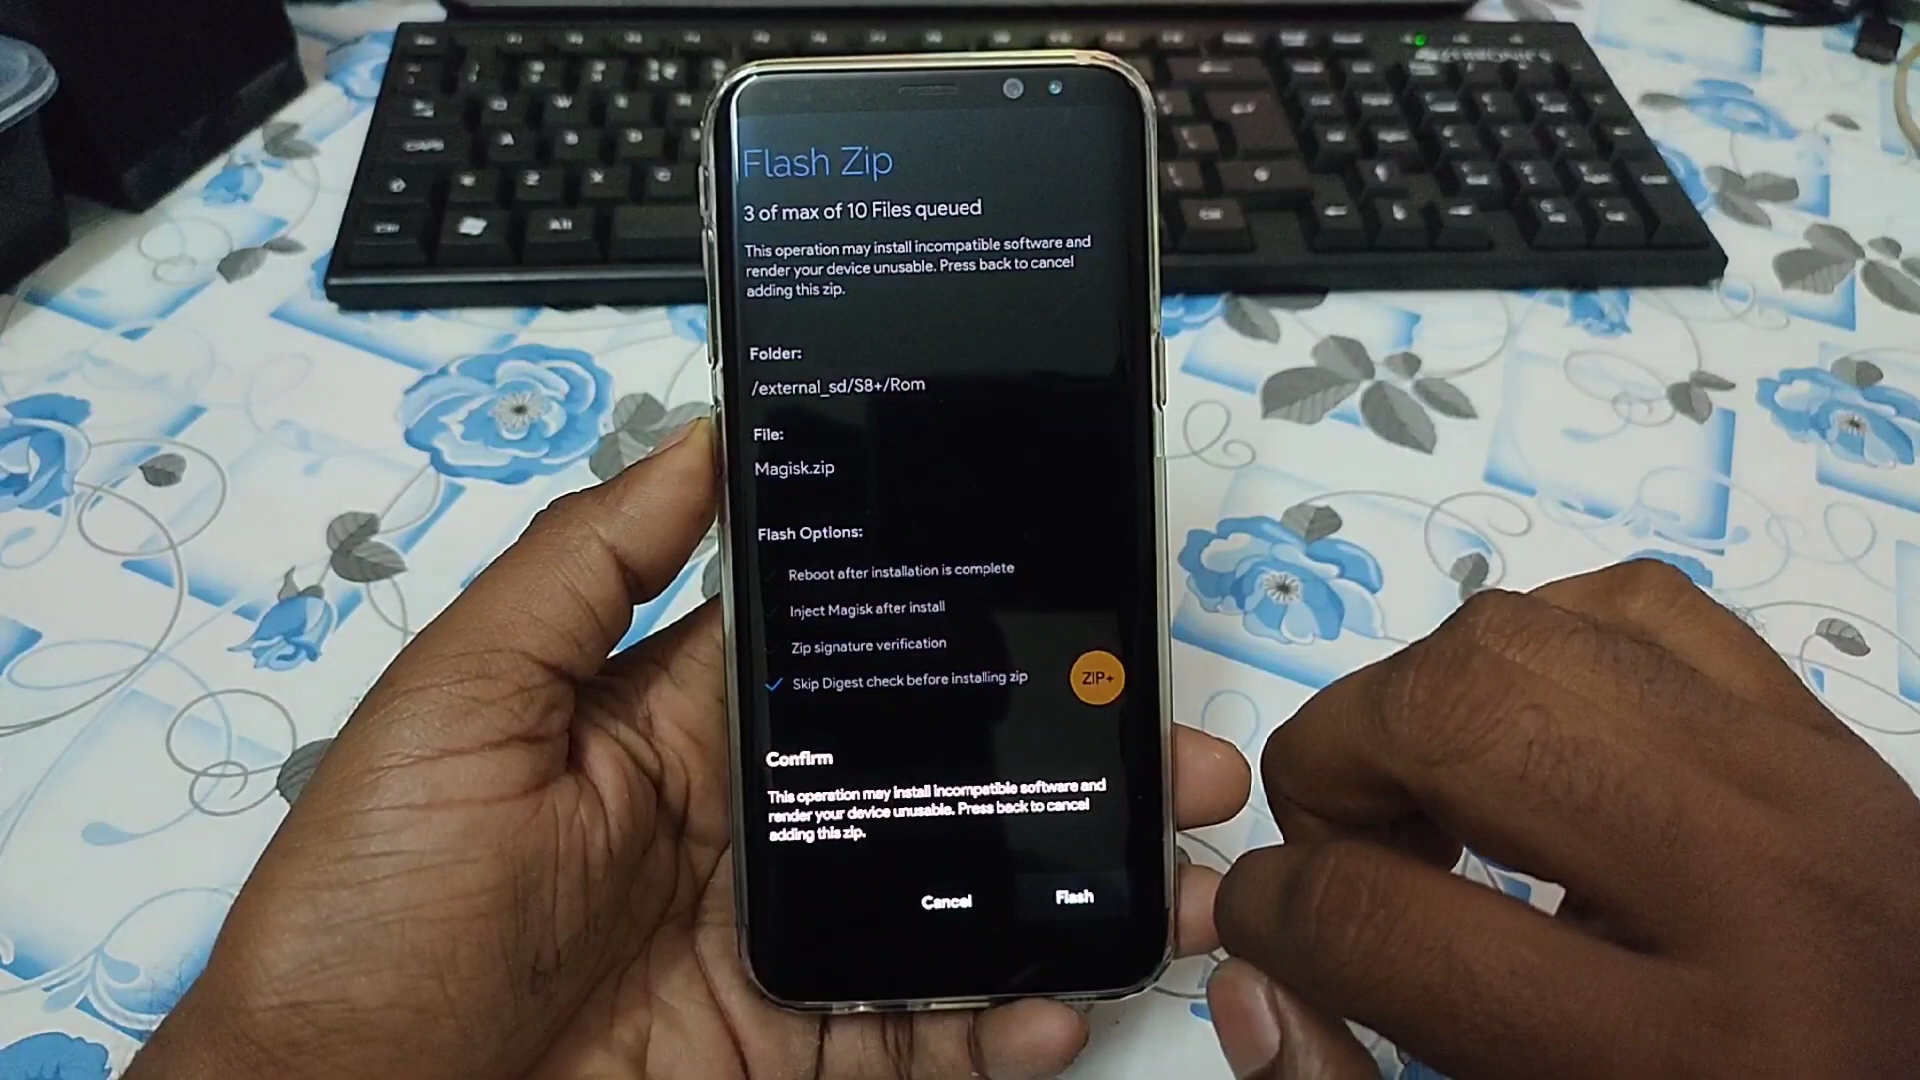 Flash Zip
3 of max of 10 Files queued
This operation may install incompatible software and
render your device unusable. Press back to cancel
adding this zip.
Folder:
/external_sd/S8+/Rom
File:
Magisk.zip
Flash Options:
Reboot after installation is complete
Inject Magisk after install
Zip signature verification
Skip Digest check before installing zip
ZIP+
Confirm
This operation may install incompatible software and
render your device unusable. Press back to cancel
adding this zip.
Cancel
Flash